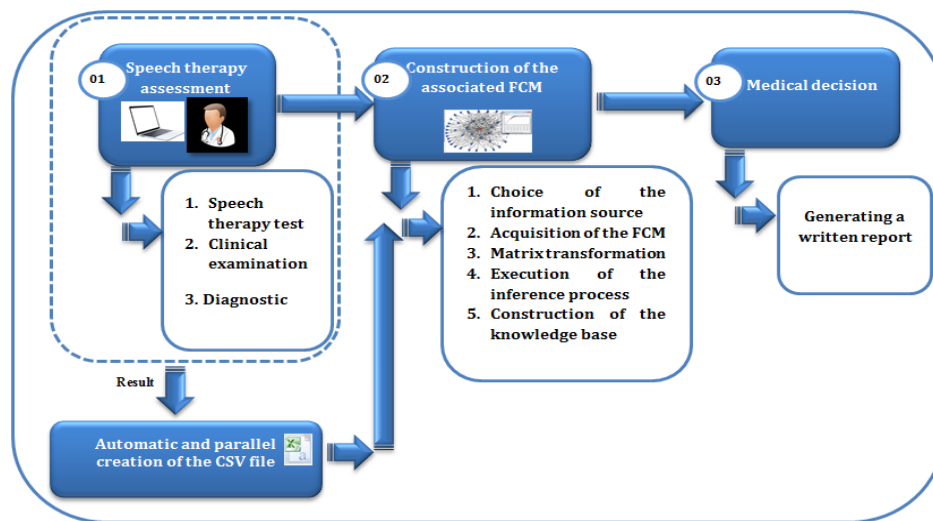 01
Speech therapy
assessment
02
Construction of the
associated FCM
03
Medical decision
1. Speech
therapy test
2. Clinical
examination
3. Diagnostic
1. Choice of the
information source
2. Acquisition of the FCM
3. Matrix transformation
4. Execution of the
inference process
5. Construction of the
knowledge base
Generating a
written report
Result
Automatic and parallel
creation of the CSV file
a